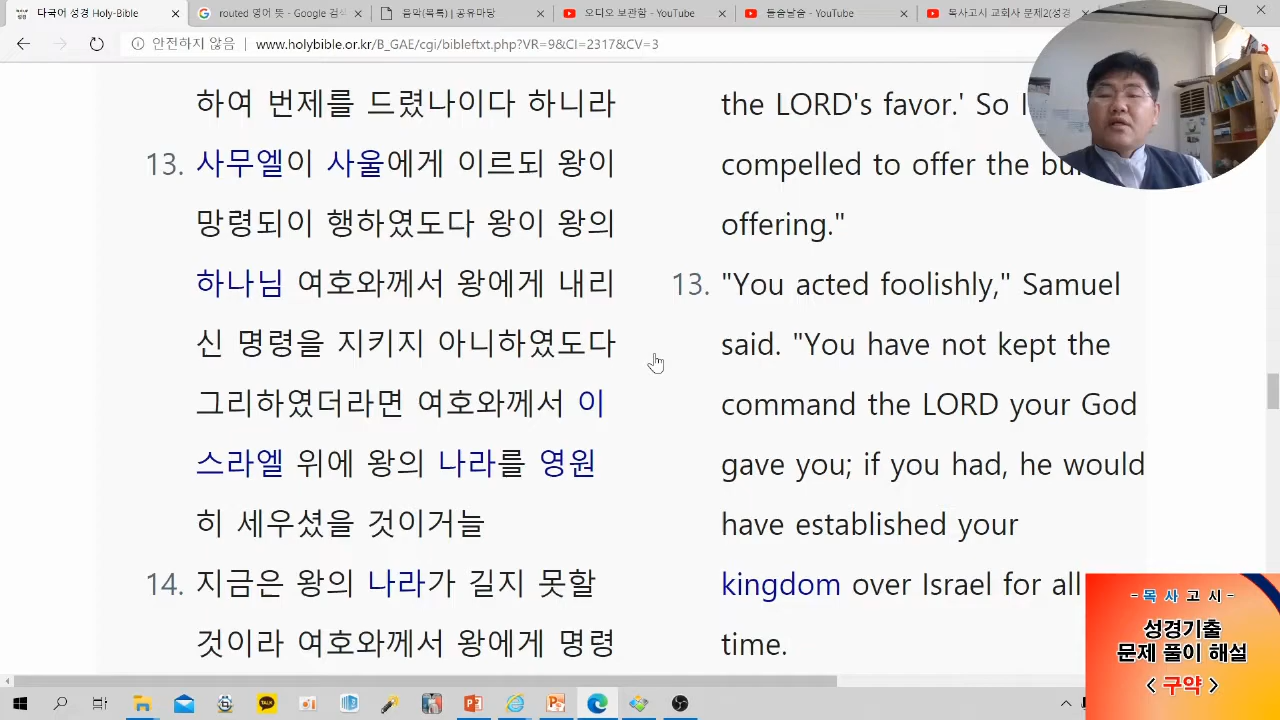 다국어 성경 Holy-Bible
routed 영어 뜻 - Google 검색
음악(목록) | 공유마당
오디오 보관함 - YouTube
들숨날숨 - YouTube
목사고시 교회사 문제2(성경
안전하지 않음
www.holybible.or.kr/B_GAE/cgi/bibleftxt.php?VR=9&CI=2317&CV=3
하여 번제를 드렸나이다 하니라
13. 사무엘이 사울에게 이르되 왕이
망령되이 행하였도다 왕이 왕의
하나님 여호와께서 왕에게 내리
신 명령을 지키지 아니하였도다
그리하였더라면 여호와께서 이
스라엘 위에 왕의 나라를 영원
히 세우셨을 것이거늘
14. 지금은 왕의 나라가 길지 못할
것이라 여호와께서 왕에게 명령
the LORD's favor.' So I
compelled to offer the
offering."
13. "You acted foolishly," Samuel
said. "You have not kept the
command the LORD your God
gave you; if you had, he would
have established your
kingdom over Israel for all
time.
- 목사고시 -
성경기출
문제 풀이 해설
< 구약 >